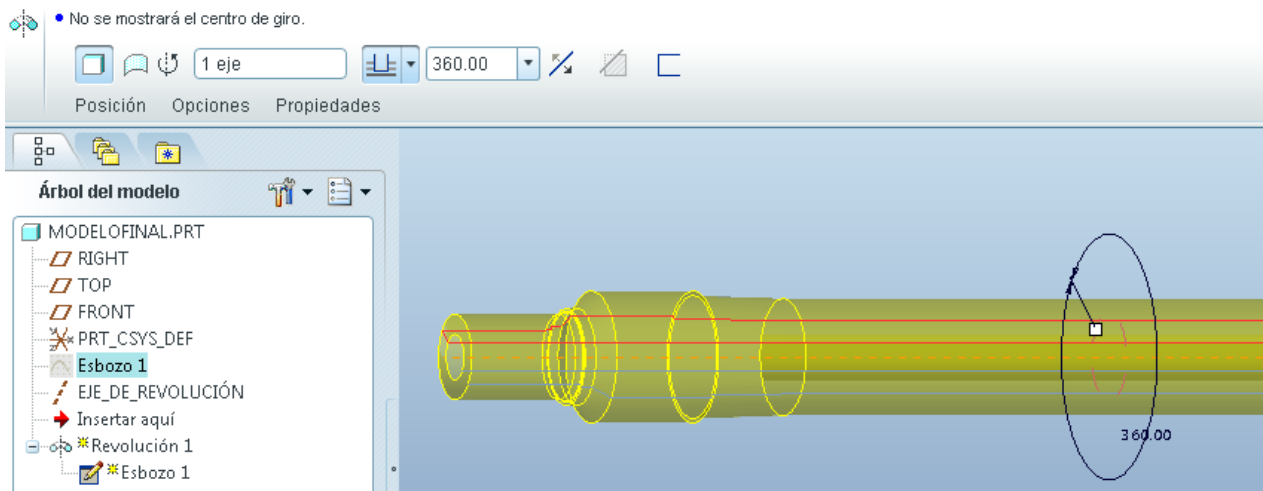 No se mostrará el centro de giro.
1 eje
360.00
Posición Opciones Propiedades
Árbol del modelo
MODELOFINAL.PRT
RIGHT
TOP
FRONT
PRT_CSYS_DEF
Esbozo 1
EJE_DE_REVOLUCIÓN
Insertar aquí
Revolución 1
Esbozo 1
360.00